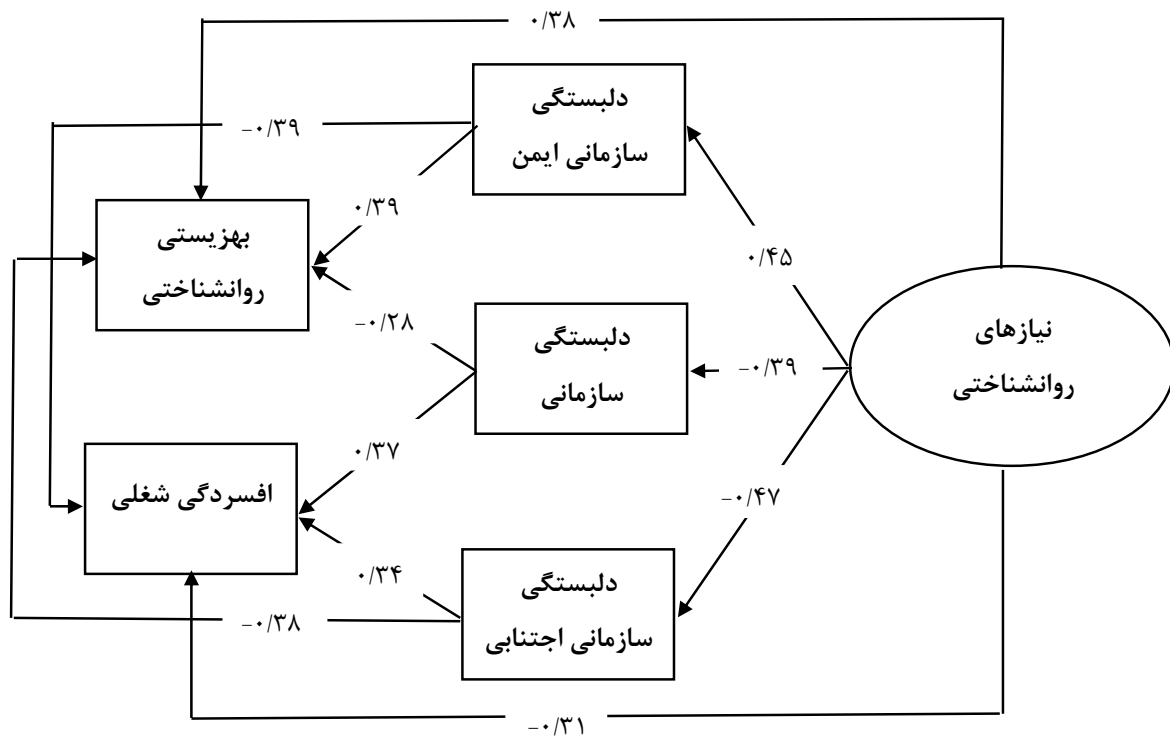 ۰/۳۸
دلبستگی
سازمانی ایمن
-۰/۳۹
۰/۳۹
بهزیستی
روانشناختی
۰/۴۵
-۰/۲۸
دلبستگی
سازمانی
-۰/۳۹
نیازهای
روانشناختی
۰/۳۷
افسردگی شغلی
-۰/۴۷
۰/۳۴
دلبستگی
سازمانی اجتنابی
-۰/۳۸
-۰/۳۱